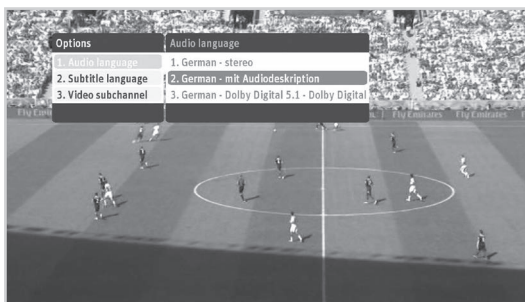 Options
1. Audio language
2. Subtitle language
3. Video subchannel
Audio language
1. German - stereo
2. German - mit Audiodeskription
3. German - Dolby Digital 5.1 - Dolby Digital
Fly Emirates
Fly Emirates
Fly Emirates